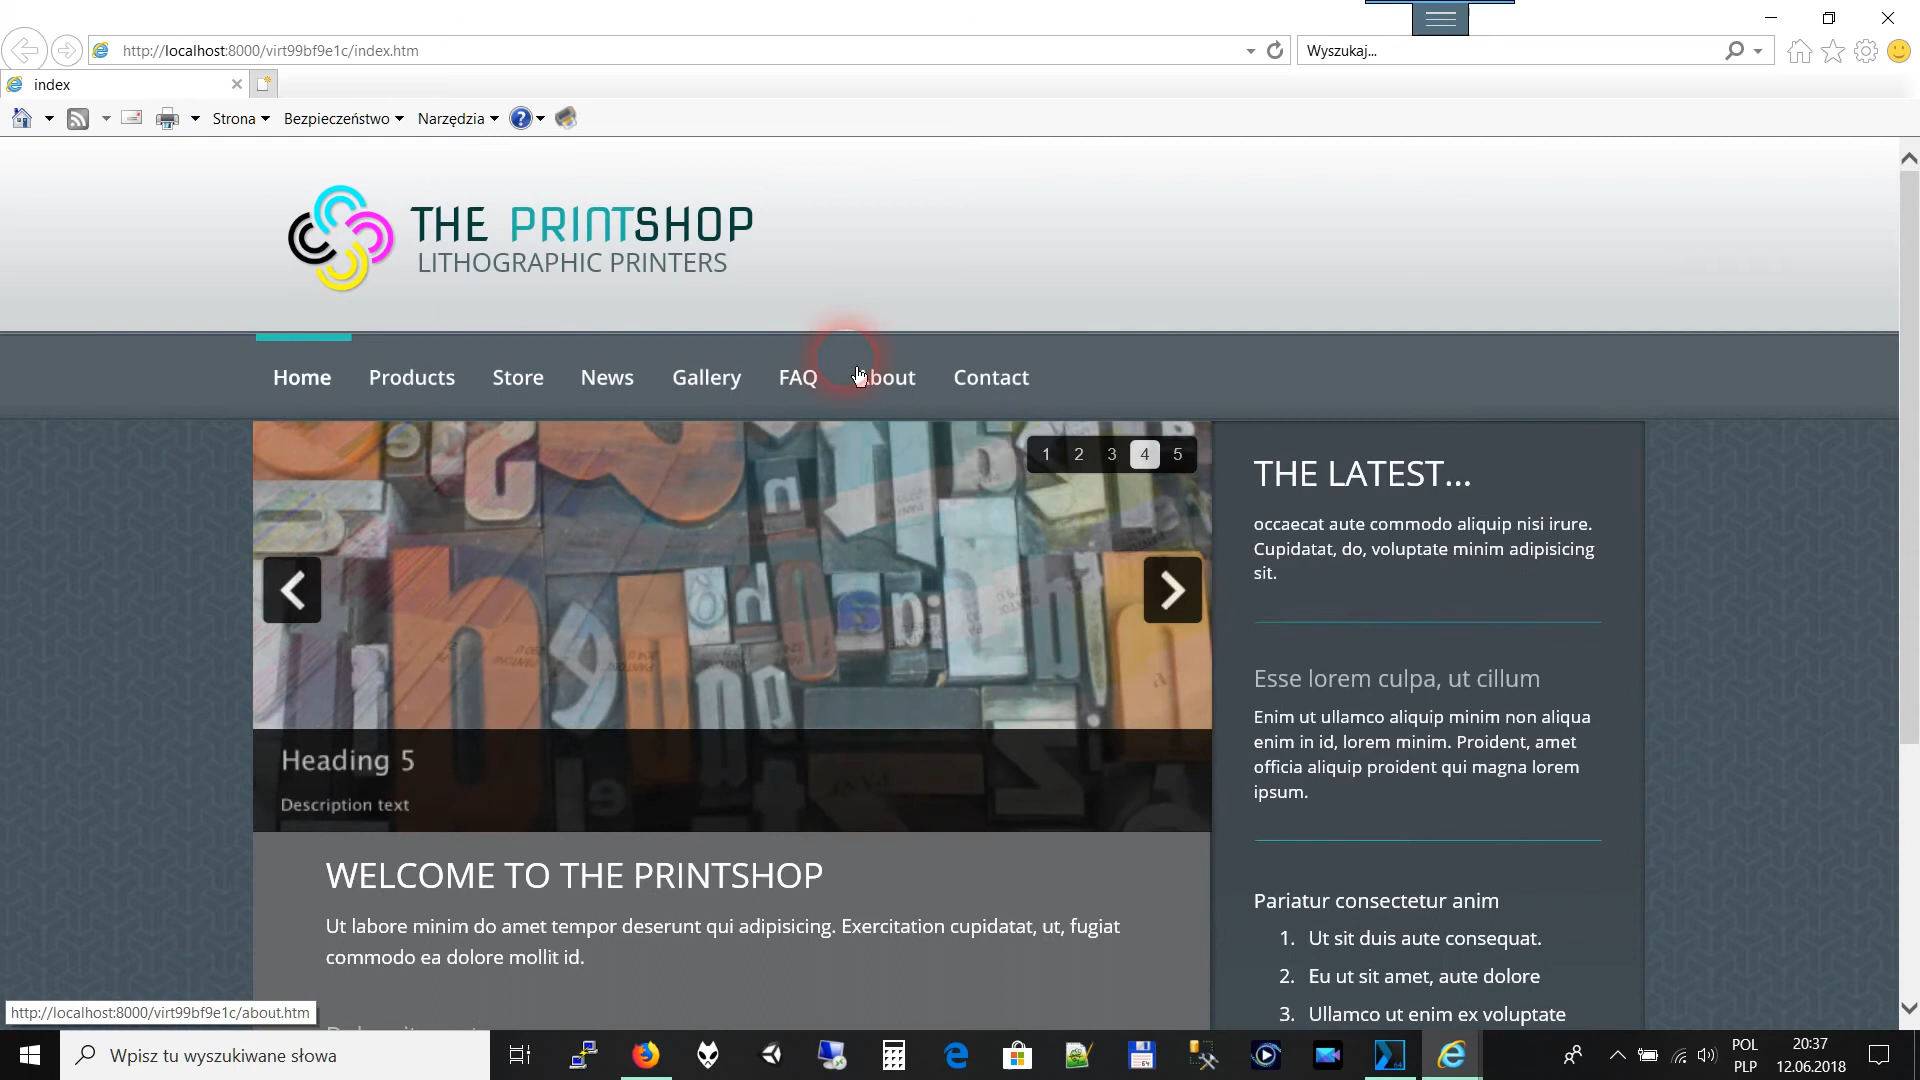 http://localhost:8000/virt99bf9e1c/index.htm
Wyszukaj...
index
Strona
Bezpieczeństwo
Narzędzia
THE PRINTSHOP
LITHOGRAPHIC PRINTERS
Home Products Store News Gallery FAQ About Contact
1 2 3 4 5
Heading 5
Description text
WELCOME TO THE PRINTSHOP
Ut labore minim do amet tempor deserunt qui adipisicing. Exercitation cupidatat, ut, fugiat
commodo ea dolore mollit id.
THE LATEST...
occaecat aute commodo aliquip nisi irure.
Cupidatat, do, voluptate minim adipisicing
sit.
Esse lorem culpa, ut cillum
Enim ut ullamco aliquip minim non aliqua
enim in id, lorem minim. Proident, amet
officia aliquip proident qui magna lorem
ipsum.
Pariatur consectetur anim
1. Ut sit duis aute consequat.
2. Eu ut sit amet, aute dolore
3. Ullamco ut enim ex voluptate
http://localhost:8000/virt99bf9e1c/about.htm
Wpisz tu wyszukiwane słowa
POL
PLP
20:37
12.06.2018